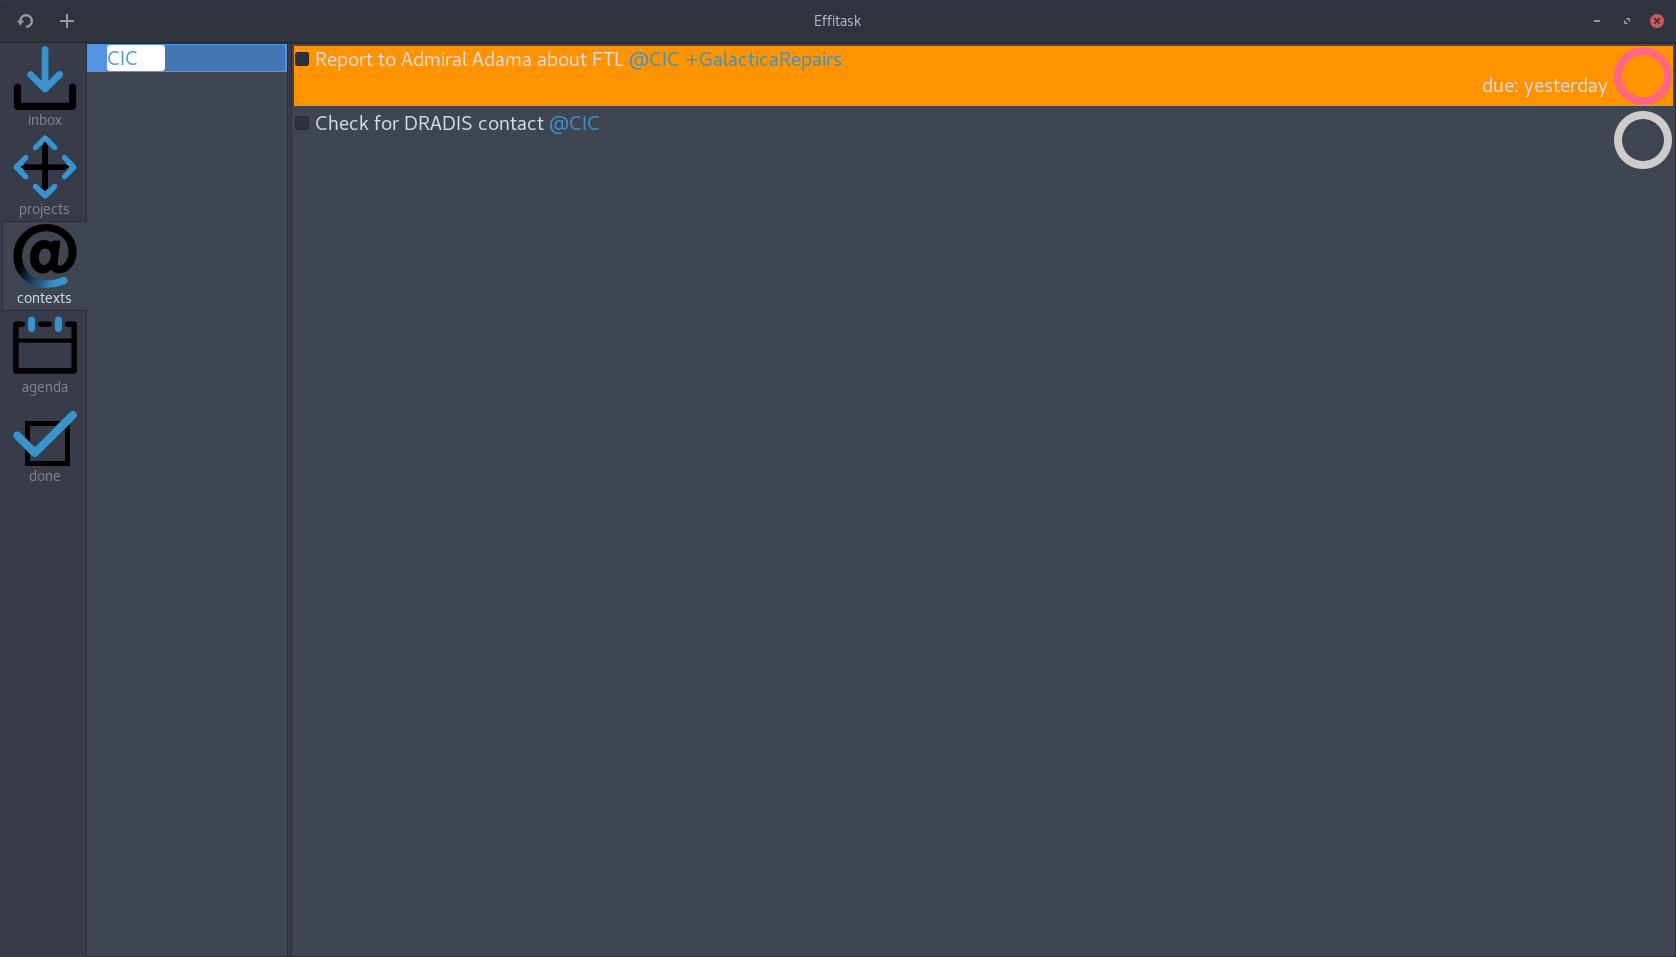 Effitask
inbox
projects
contexts
agenda
done
CIC
Report to Admiral Adama about FTL @CIC +GalacticaRepairs
due: yesterday
Check for DRADIS contact @CIC